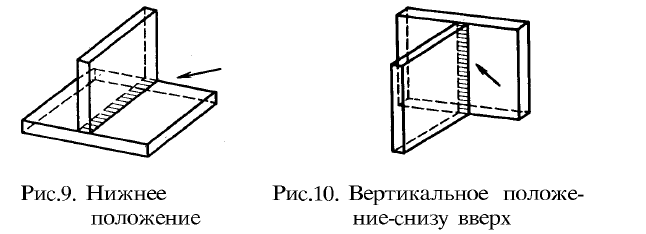 Рис.9. Нижнее
положение
Рис.10. Вертикальное положе-
ние-снизу вверх